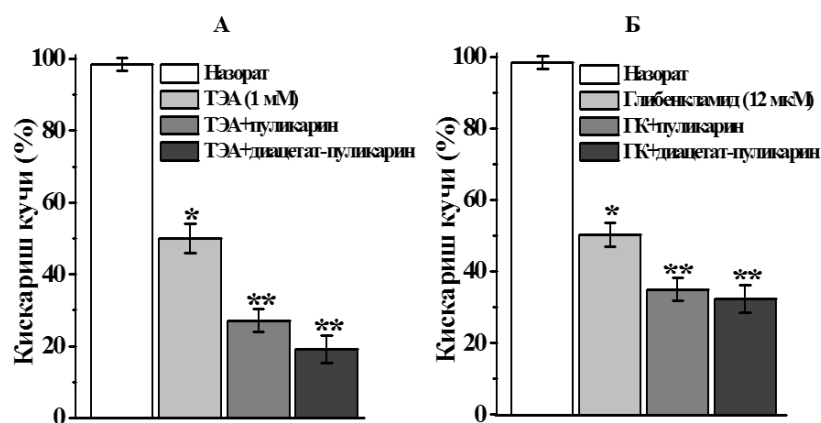 А
Кискариш кучи (%)
100
80
60
40
20
0
Назорат
ТЭА (1 мМ)
ТЭА+пуликарин
ТЭА+диацетат-пуликарин
*
**
**
Б
Кискариш кучи (%)
100
80
60
40
30
0
Назорат
Глибенкламид (12 мкМ)
ГК+пуликарин
ГК+диацетат-пуликарин
*
**
**